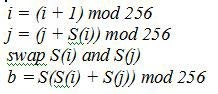 i = (i + 1) mod 256
j = (j + S(i)) mod 256
swap S(i) and S(j)
b = S(S(i) + S(j)) mod 256